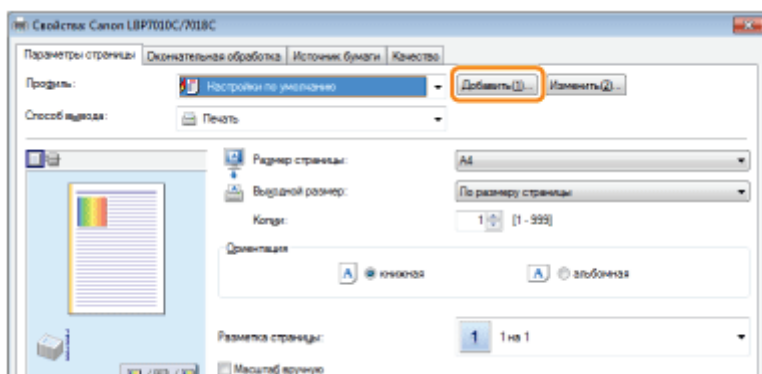 Свойства: Canon LBP7010C/7018C
Параметры страницы Окончательная обработка Источник бумаги Качество
Профиль: Настройки по умолчанию Добавить(1)... Изменить(2)...
Способ вывода: Печать
Размер страницы: A4
Выходной размер: По размеру страницы
Копии: 1 [1 - 999]
Ориентация
A книжная A альбомная
Разметка страницы: 1 1 на 1
Масштаб вручную